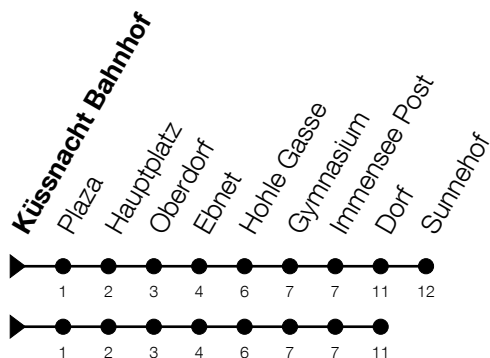 Küssnacht Bahnhof
Plaza
Hauptplatz
Oberdorf
Ebnet
Hohle Gasse
Gymnasium
Immensee Post
Dorf
Sunnehof
1 2 3 4 6 7 7 11 12
1 2 3 4 6 7 7 11